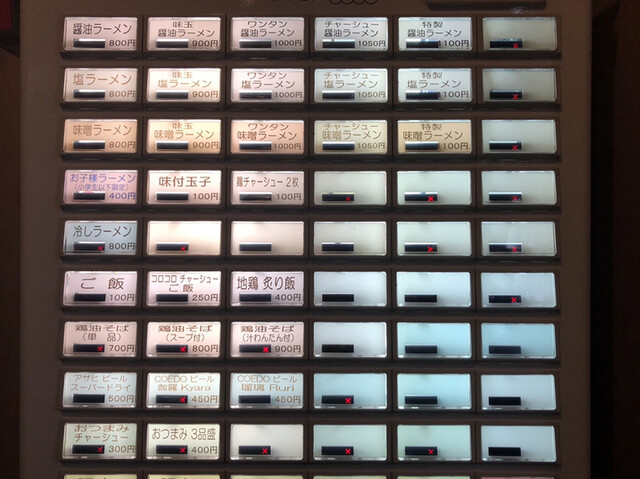 醤油ラーメン
800円
味玉
醤油ラーメン
900円
ワンタン
醤油ラーメン
1000円
チャーシュー
醤油ラーメン
1050円
特製
醤油ラーメン
1100円
塩ラーメン
800円
味玉
塩ラーメン
900円
ワンタン
塩ラーメン
1000円
チャーシュー
塩ラーメン
1050円
特製
塩ラーメン
1100円
味噌ラーメン
800円
味玉
味噌ラーメン
900円
ワンタン
味噌ラーメン
1000円
チャーシュー
味噌ラーメン
1050円
特製
味噌ラーメン
1100円
お子様ラーメン
(小学生以下限定)
400円
味付玉子
100円
鶏チャーシュー 2枚
100円
冷しラーメン
800円
ご飯
100円
コロコロ チャーシュー
ご飯
250円
地鶏 炙り飯
400円
鶏油そば
(単品)
700円
鶏油そば
(スープ付)
800円
鶏油そば
(汁わんたん付)
900円
アサヒ ビール
スーパードライ
500円
COEDO ビール
伽羅 Kyara
450円
COEDO ビール
瑠璃 Ruri
450円
おつまみ
チャーシュー
300円
おつまみ 3品盛
400円